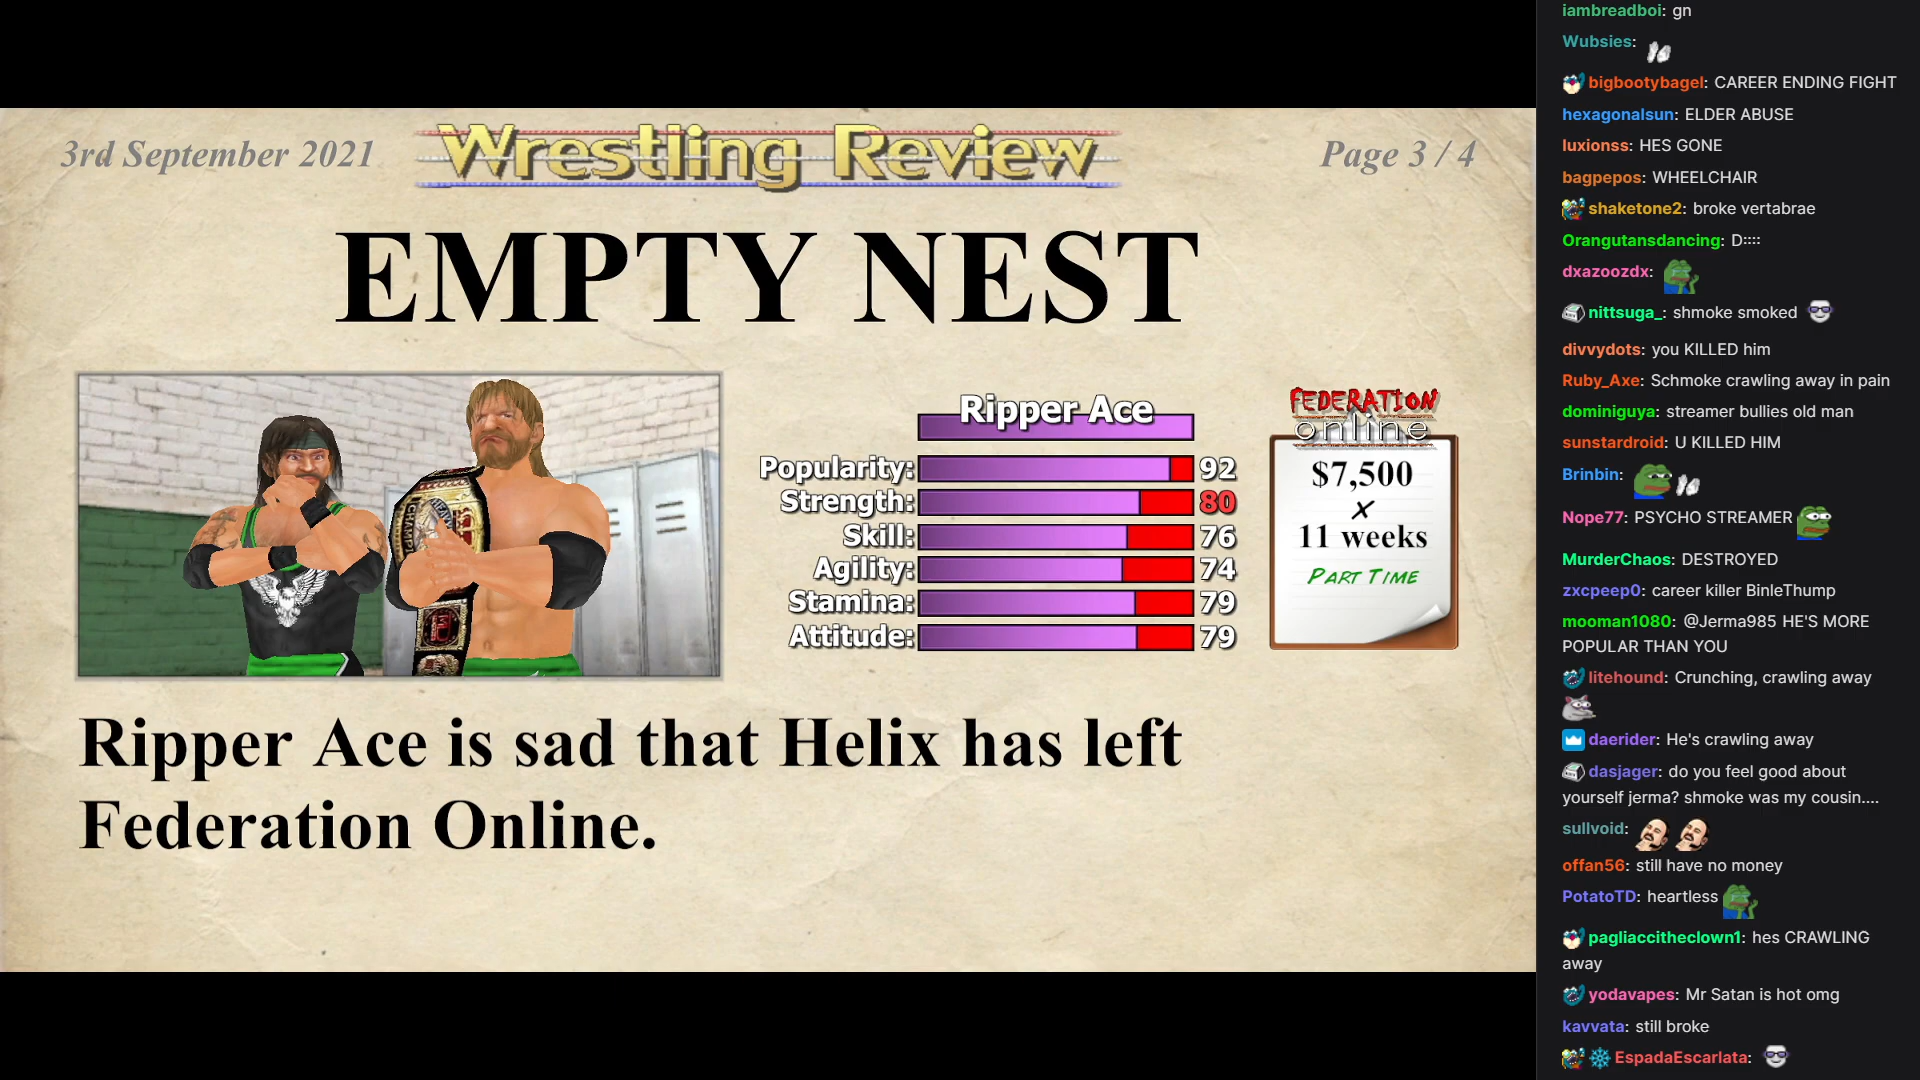 3rd September 2021
Wrestling Review
Page 3 / 4
EMPTY NEST
Ripper Ace
Popularity: 92
Strength: 80
Skill: 76
Agility: 74
Stamina: 79
Attitude: 79
FEDERATION
online
$7,500
x
11 weeks
PART TIME
Ripper Ace is sad that Helix has left
Federation Online.
iambreadboi: gn
Wubsies:
bigbootybagel: CAREER ENDING FIGHT
hexagonalsun: ELDER ABUSE
luxionss: HES GONE
bagpepos: WHEELCHAIR
shaketone2: broke vertabrae
Orangutansdancing: D::::
dxazoozdx:
nittsuga_: shmoke smoked
divvydots: you KILLED him
Ruby_Axe: Schmoke crawling away in pain
dominiguya: streamer bullies old man
sunstardroid: U KILLED HIM
Brinbin:
Nope77: PSYCHO STREAMER
MurderChaos: DESTROYED
zxcpeep0: career killer BinleThump
mooman1080: @Jerma985 HE'S MORE
POPULAR THAN YOU
litehound: Crunching, crawling away
daerider: He's crawling away
dasjager: do you feel good about
yourself jerma? shmoke was my cousin....
sullvoid:
offan56: still have no money
PotatoTD: heartless
pagliaccitheclown1: hes CRAWLING
away
yodavapes: Mr Satan is hot omg
kavvata: still broke
EspadaEscarlata: